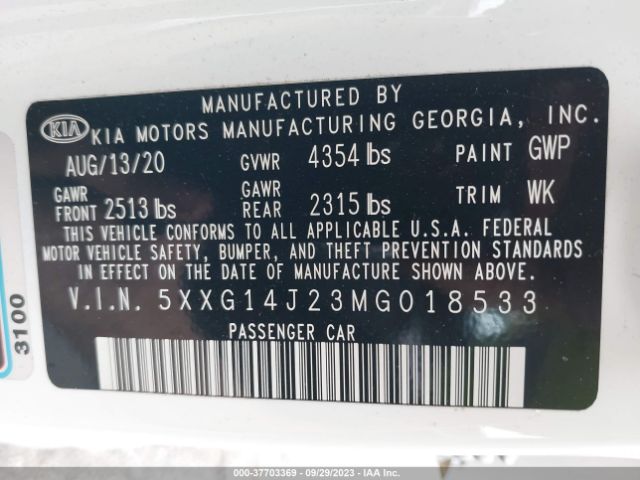 MANUFACTURED BY
KIA KIA MOTORS MANUFACTURING GEORGIA, INC.
AUG/13/20 GVWR 4354 lbs PAINT GWP
GAWR FRONT 2513 lbs GAWR REAR 2315 lbs TRIM WK
THIS VEHICLE CONFORMS TO ALL APPLICABLE U.S.A. FEDERAL
MOTOR VEHICLE SAFETY, BUMPER, AND THEFT PREVENTION STANDARDS
IN EFFECT ON THE DATE OF MANUFACTURE SHOWN ABOVE.
V.I.N. 5XXG14J23MG018533
PASSENGER CAR
3100
000-37703369 - 09/29/2023 - IAA Inc.